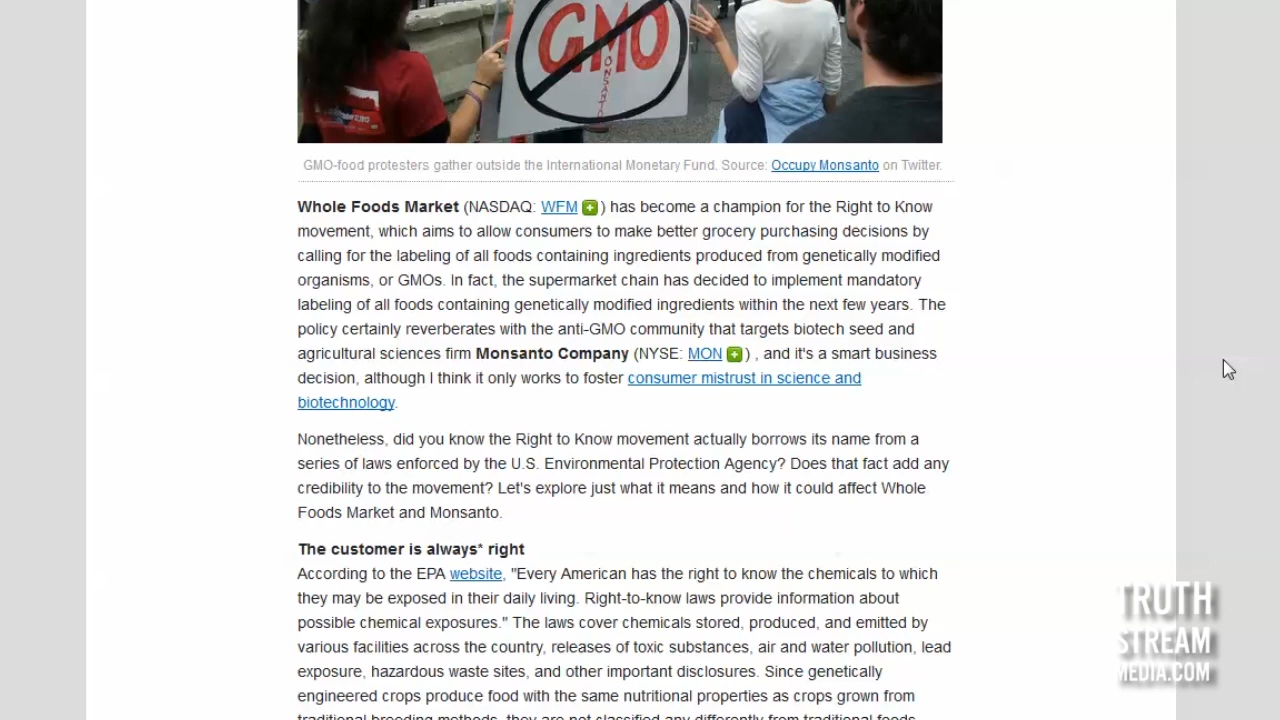 GMO
MONSANTO
GMO-food protesters gather outside the International Monetary Fund. Source: Occupy Monsanto on Twitter.
Whole Foods Market (NASDAQ: WFM + ) has become a champion for the Right to Know
movement, which aims to allow consumers to make better grocery purchasing decisions by
calling for the labeling of all foods containing ingredients produced from genetically modified
organisms, or GMOs. In fact, the supermarket chain has decided to implement mandatory
labeling of all foods containing genetically modified ingredients within the next few years. The
policy certainly reverberates with the anti-GMO community that targets biotech seed and
agricultural sciences firm Monsanto Company (NYSE: MON + ) , and it's a smart business
decision, although I think it only works to foster consumer mistrust in science and
biotechnology.
Nonetheless, did you know the Right to Know movement actually borrows its name from a
series of laws enforced by the U.S. Environmental Protection Agency? Does that fact add any
credibility to the movement? Let's explore just what it means and how it could affect Whole
Foods Market and Monsanto.
The customer is always* right
According to the EPA website, "Every American has the right to know the chemicals to which
they may be exposed in their daily living. Right-to-know laws provide information about
possible chemical exposures." The laws cover chemicals stored, produced, and emitted by
various facilities across the country, releases of toxic substances, air and water pollution, lead
exposure, hazardous waste sites, and other important disclosures. Since genetically
engineered crops produce food with the same nutritional properties as crops grown from
traditional breeding methods, they are not classified any differently from traditional foods
TRUTH
STREAM
MEDIA.COM